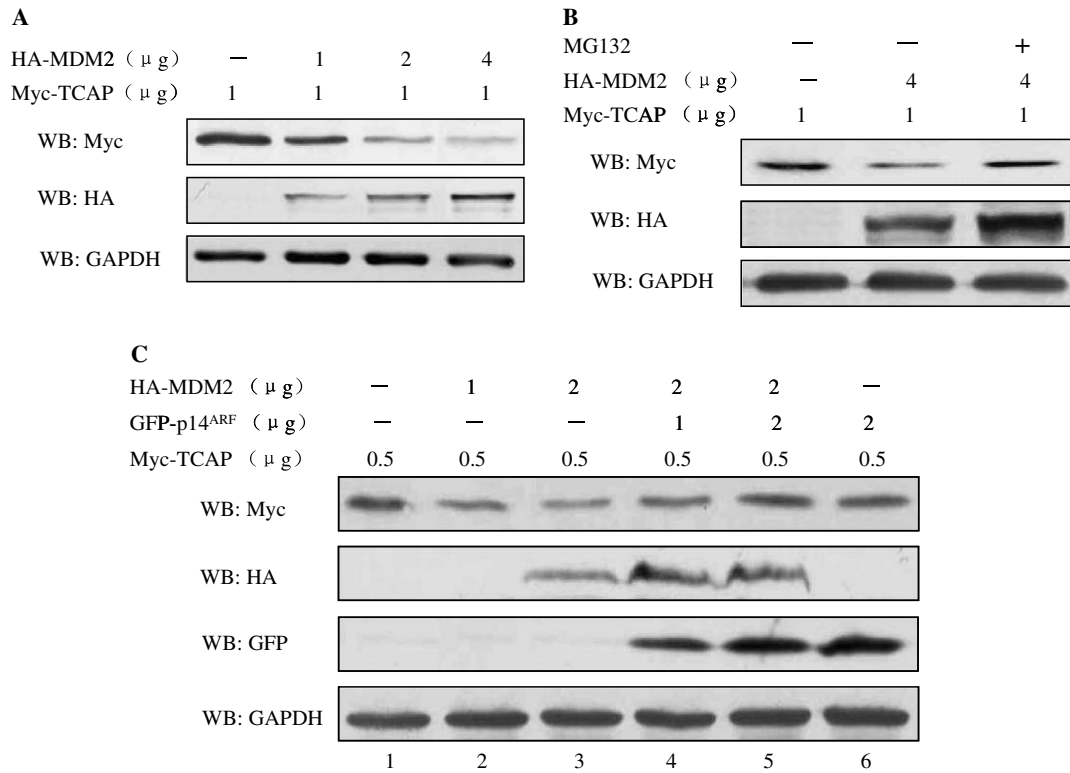 A
HA-MDM2 (μg) — 1 2 4
Myc-TCAP (μg) 1 1 1 1
WB: Myc
WB: HA
WB: GAPDH
B
MG132 — — +
HA-MDM2 (μg) — 4 4
Myc-TCAP (μg) 1 1 1
WB: Myc
WB: HA
WB: GAPDH
C
HA-MDM2 (μg) — 1 2 2 2 —
GFP-p14ARF (μg) — — — 1 2 2
Myc-TCAP (μg) 0.5 0.5 0.5 0.5 0.5 0.5
WB: Myc
WB: HA
WB: GFP
WB: GAPDH
1 2 3 4 5 6